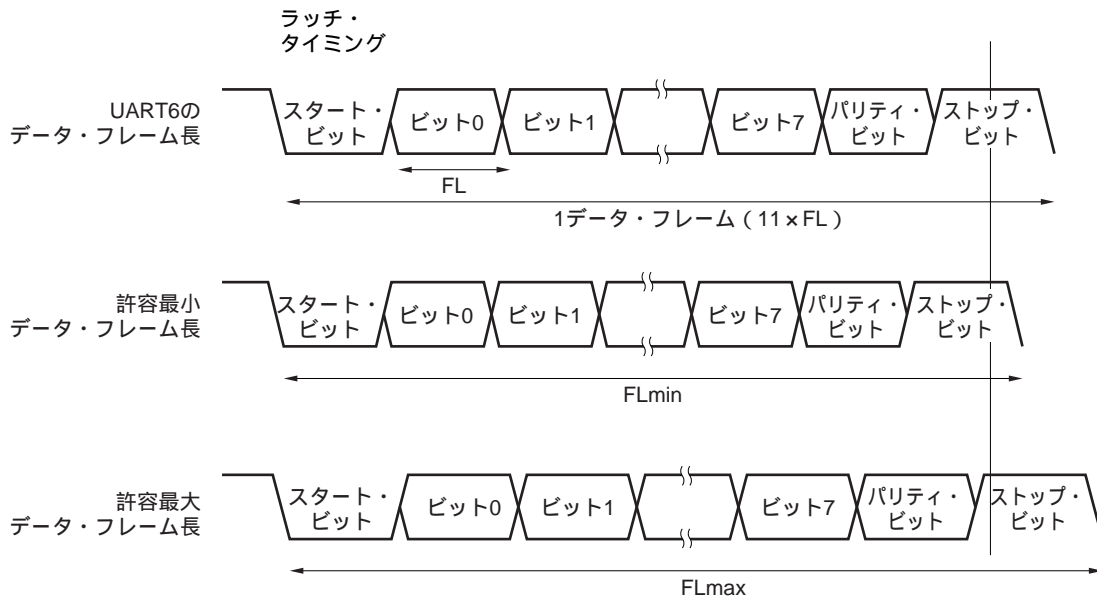 ラッチ・
タイミング
UART6の
データ・フレーム長
スタート・
ビット
ビット0
ビット1
ビット7
パリティ・
ビット
ストップ・
ビット
FL
1データ・フレーム（11×FL）
許容最小
データ・フレーム長
スタート・
ビット
ビット0
ビット1
ビット7
パリティ・
ビット
ストップ・
ビット
FLmin
許容最大
データ・フレーム長
スタート・
ビット
ビット0
ビット1
ビット7
パリティ・
ビット
ストップ・
ビット
FLmax